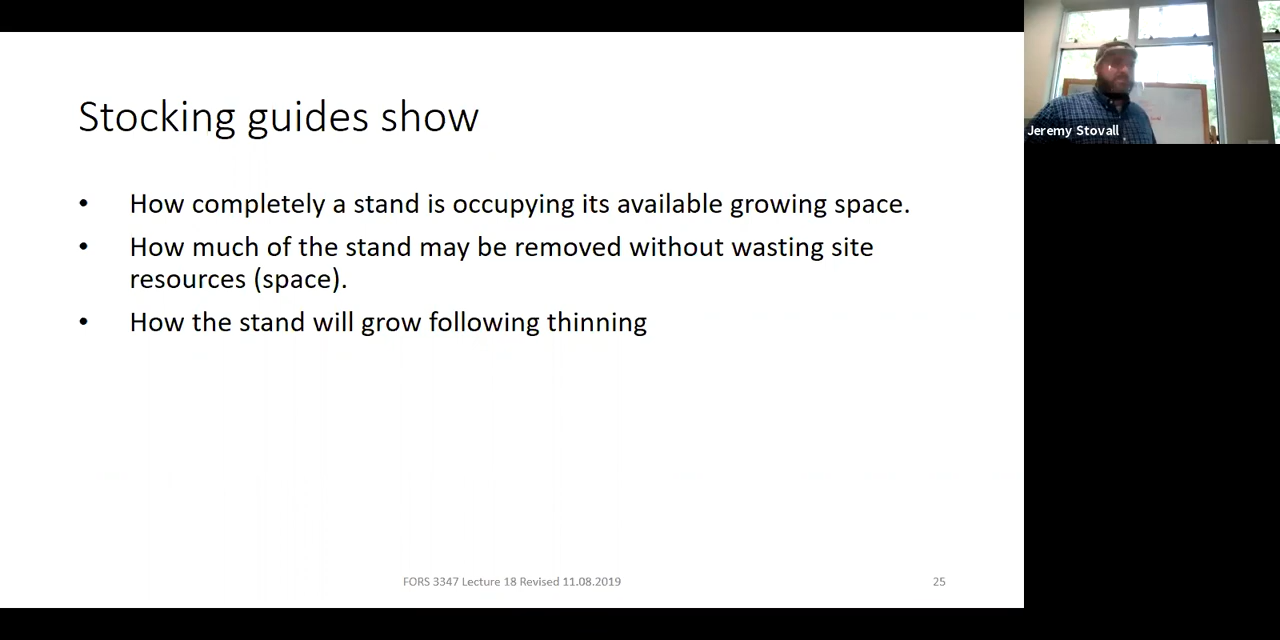 Stocking guides show
• How completely a stand is occupying its available growing space.
• How much of the stand may be removed without wasting site
resources (space).
• How the stand will grow following thinning
FORS 3347 Lecture 18 Revised 11.08.2019
25
Jeremy Stovall